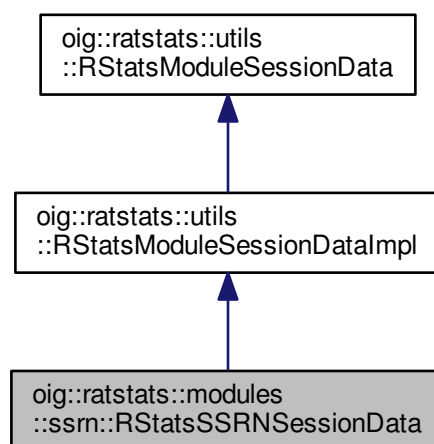 oig::ratstats::utils
::RStatsModuleSessionData
oig::ratstats::utils
::RStatsModuleSessionDataImpl
oig::ratstats::modules
::ssrn::RStatsSSRNSessionData